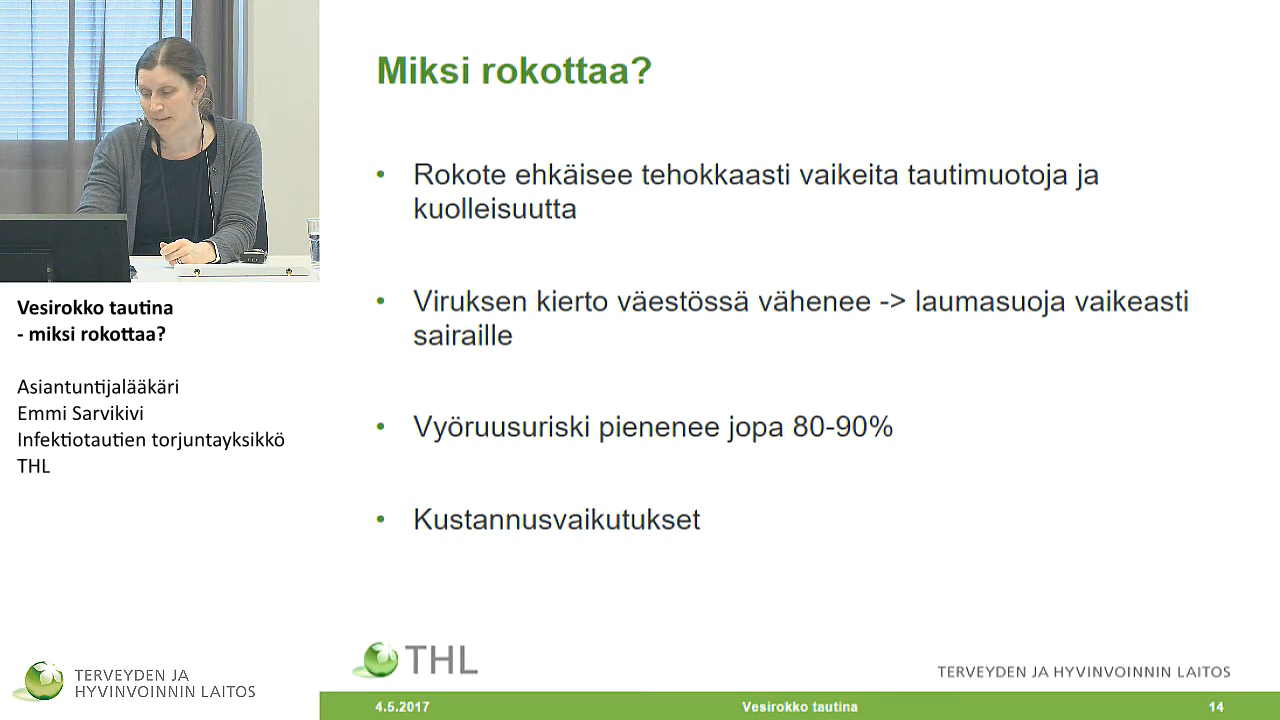 Miksi rokottaa?
• Rokote ehkäisee tehokkaasti vaikeita tautimuotoja ja
kuolleisuutta
• Viruksen kierto väestössä vähenee -> laumasuoja vaikeasti
sairaille
• Vyöruusuriski pienenee jopa 80-90%
• Kustannusvaikutukset
Vesirokko tautina
- miksi rokottaa?
Asiantuntijalääkäri
Emmi Sarvikivi
Infektiotautien torjuntayksikkö
THL
TERVEYDEN JA
HYVINVOINNIN LAITOS
THL
TERVEYDEN JA HYVINVOINNIN LAITOS
4.5.2017
Vesirokko tautina
14